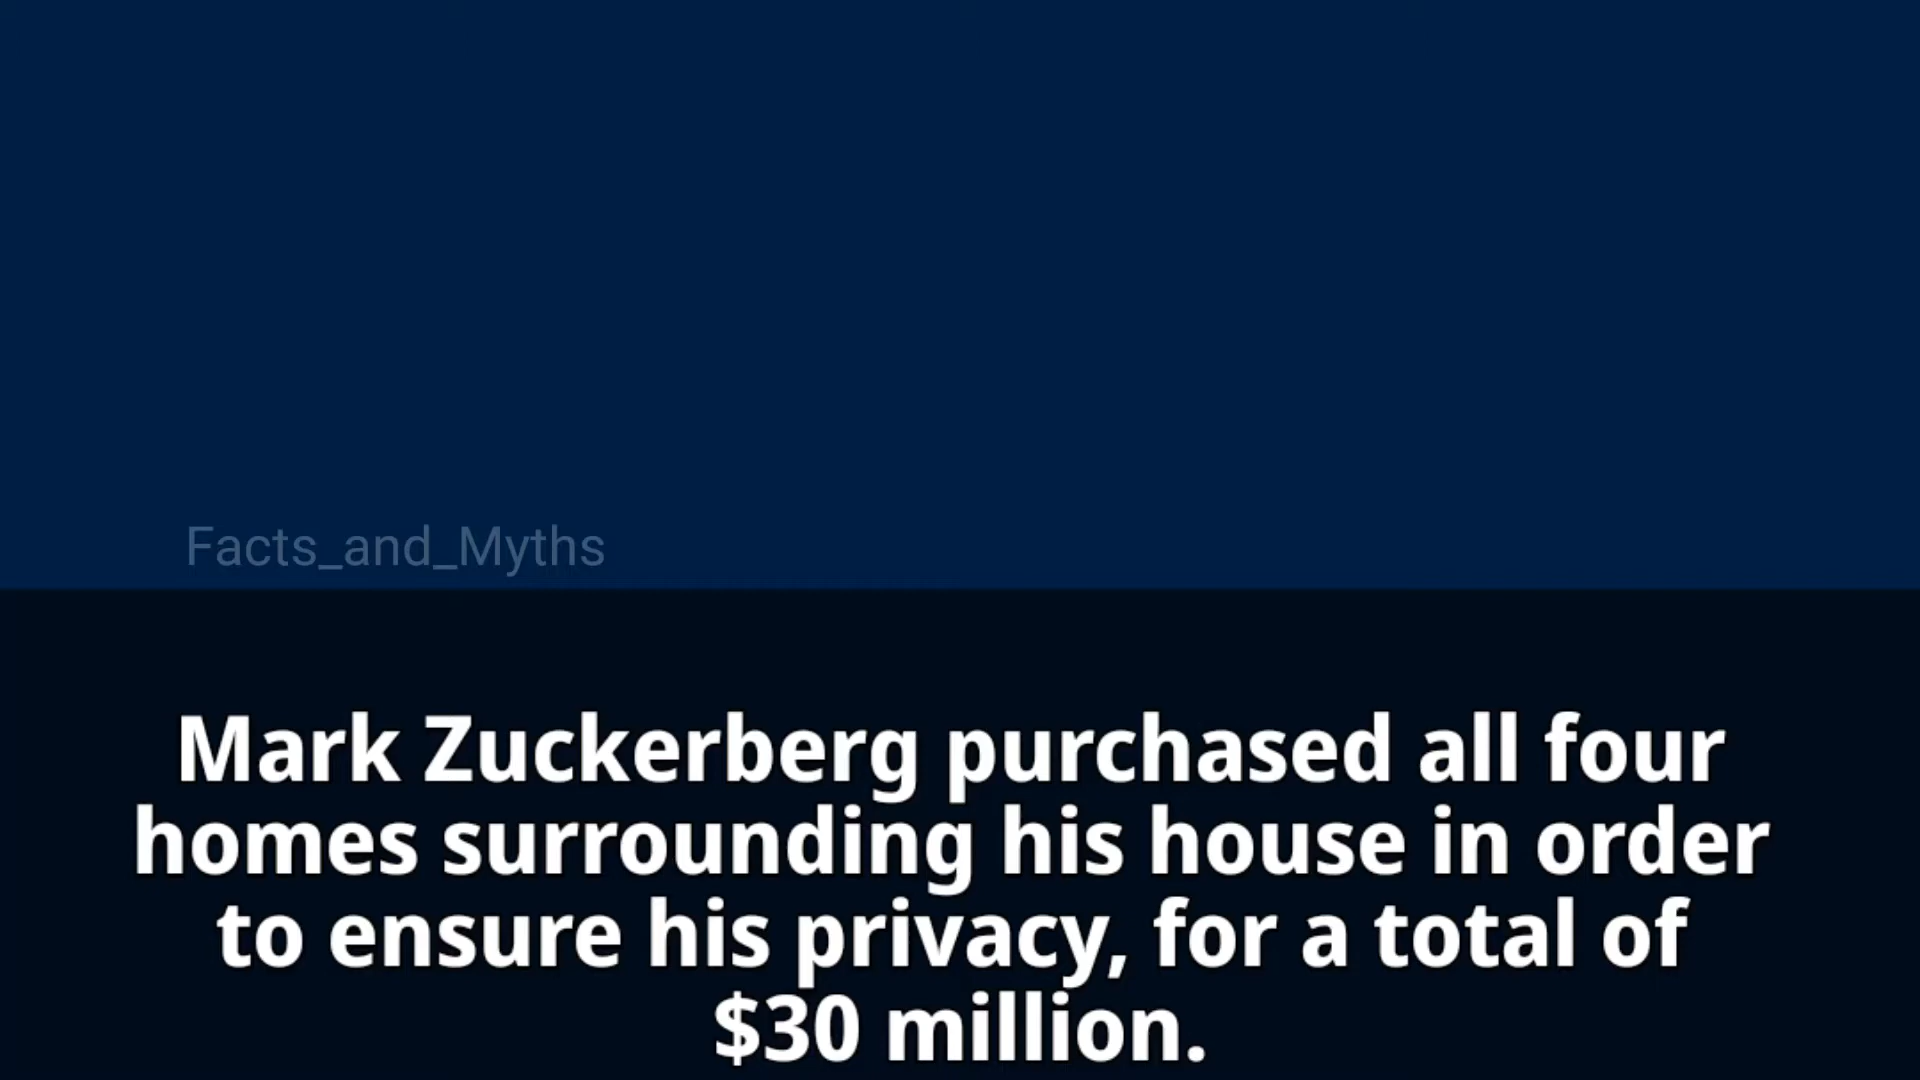 Facts_and_Myths
Mark Zuckerberg purchased all four
homes surrounding his house in order
to ensure his privacy, for a total of
$30 million.